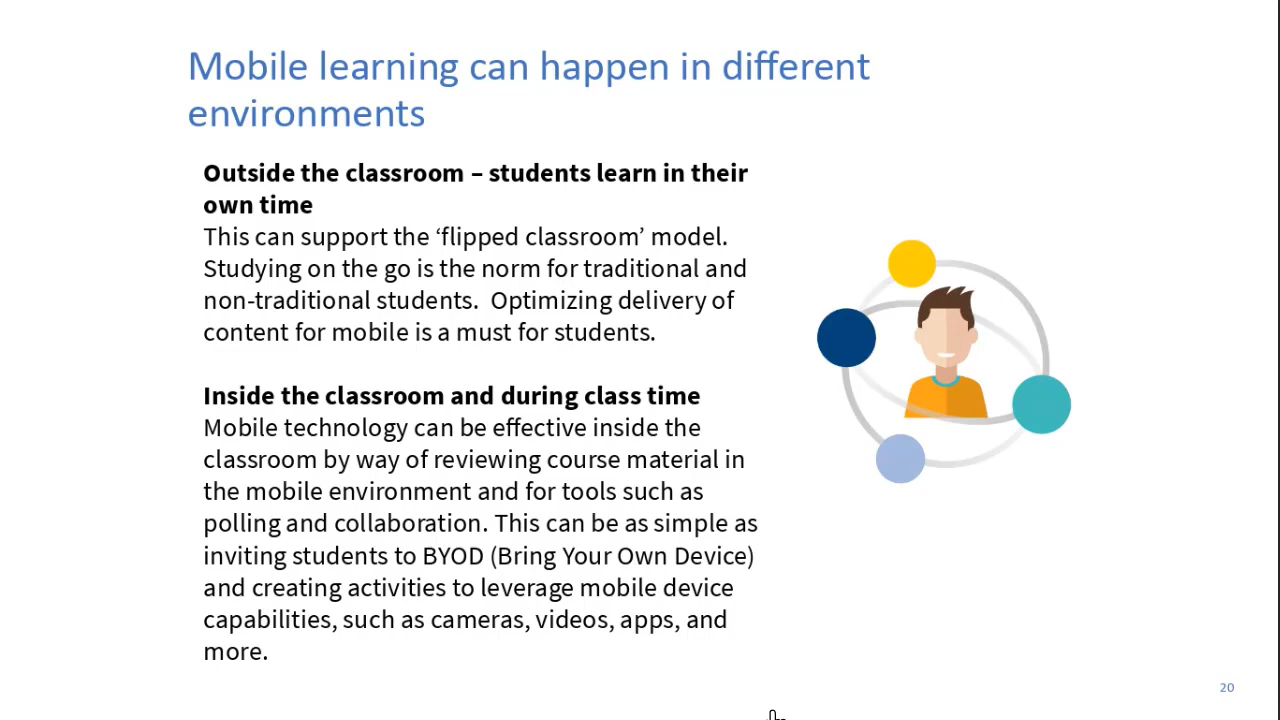 Mobile learning can happen in different
environments
Outside the classroom – students learn in their
own time
This can support the ‘flipped classroom’ model.
Studying on the go is the norm for traditional and
non-traditional students.  Optimizing delivery of
content for mobile is a must for students.
Inside the classroom and during class time
Mobile technology can be effective inside the
classroom by way of reviewing course material in
the mobile environment and for tools such as
polling and collaboration. This can be as simple as
inviting students to BYOD (Bring Your Own Device)
and creating activities to leverage mobile device
capabilities, such as cameras, videos, apps, and
more.
20